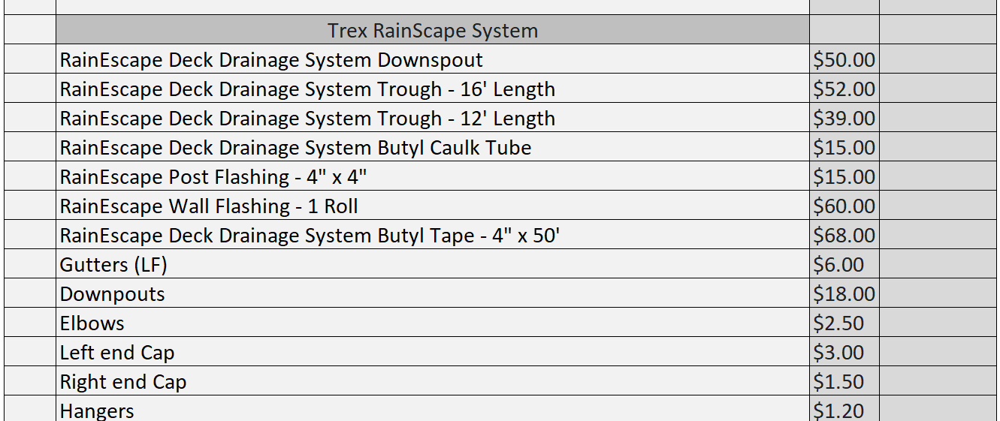 Trex RainScape System
RainEscape Deck Drainage System Downspout $50.00
RainEscape Deck Drainage System Trough - 16' Length $52.00
RainEscape Deck Drainage System Trough - 12' Length $39.00
RainEscape Deck Drainage System Butyl Caulk Tube $15.00
RainEscape Post Flashing - 4" x 4" $15.00
RainEscape Wall Flashing - 1 Roll $60.00
RainEscape Deck Drainage System Butyl Tape - 4" x 50' $68.00
Gutters (LF) $6.00
Downpouts $18.00
Elbows $2.50
Left end Cap $3.00
Right end Cap $1.50
Hangers $1.20